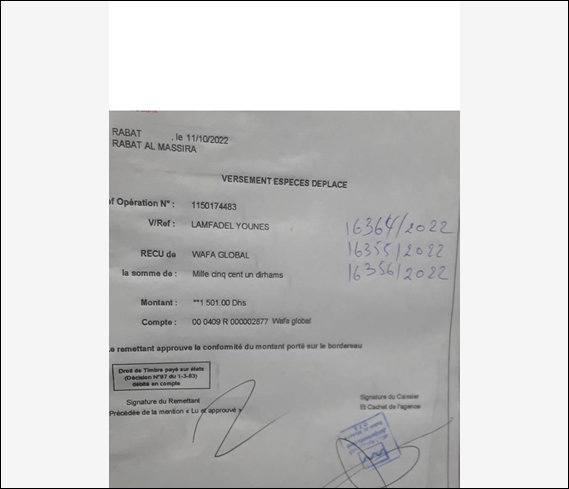 RABAT , le 11/10/2022
RABAT AL MASSIRA
VERSEMENT ESPECES DEPLACE
f Opération N° : 1150174483
V/Ref : LAMFADEL YOUNES
16364/2022
16355/2022
RECU de WAFA GLOBAL
16356/2022
la somme de : Mille cinq cent un dirhams
Montant : **1 501.00 Dhs
Compte : 00 0409 R 000002877 Wafa global
e remettant approuve la conformité du montant porté sur le bordereau
Droit de Timbre payé sur états
(Décision N°97 du 1-3-83)
débité en compte
Signature du Remettant
Précédée de la mention « Lu et approuvé »
Signature du Caissier
Et Cachet de l'agence